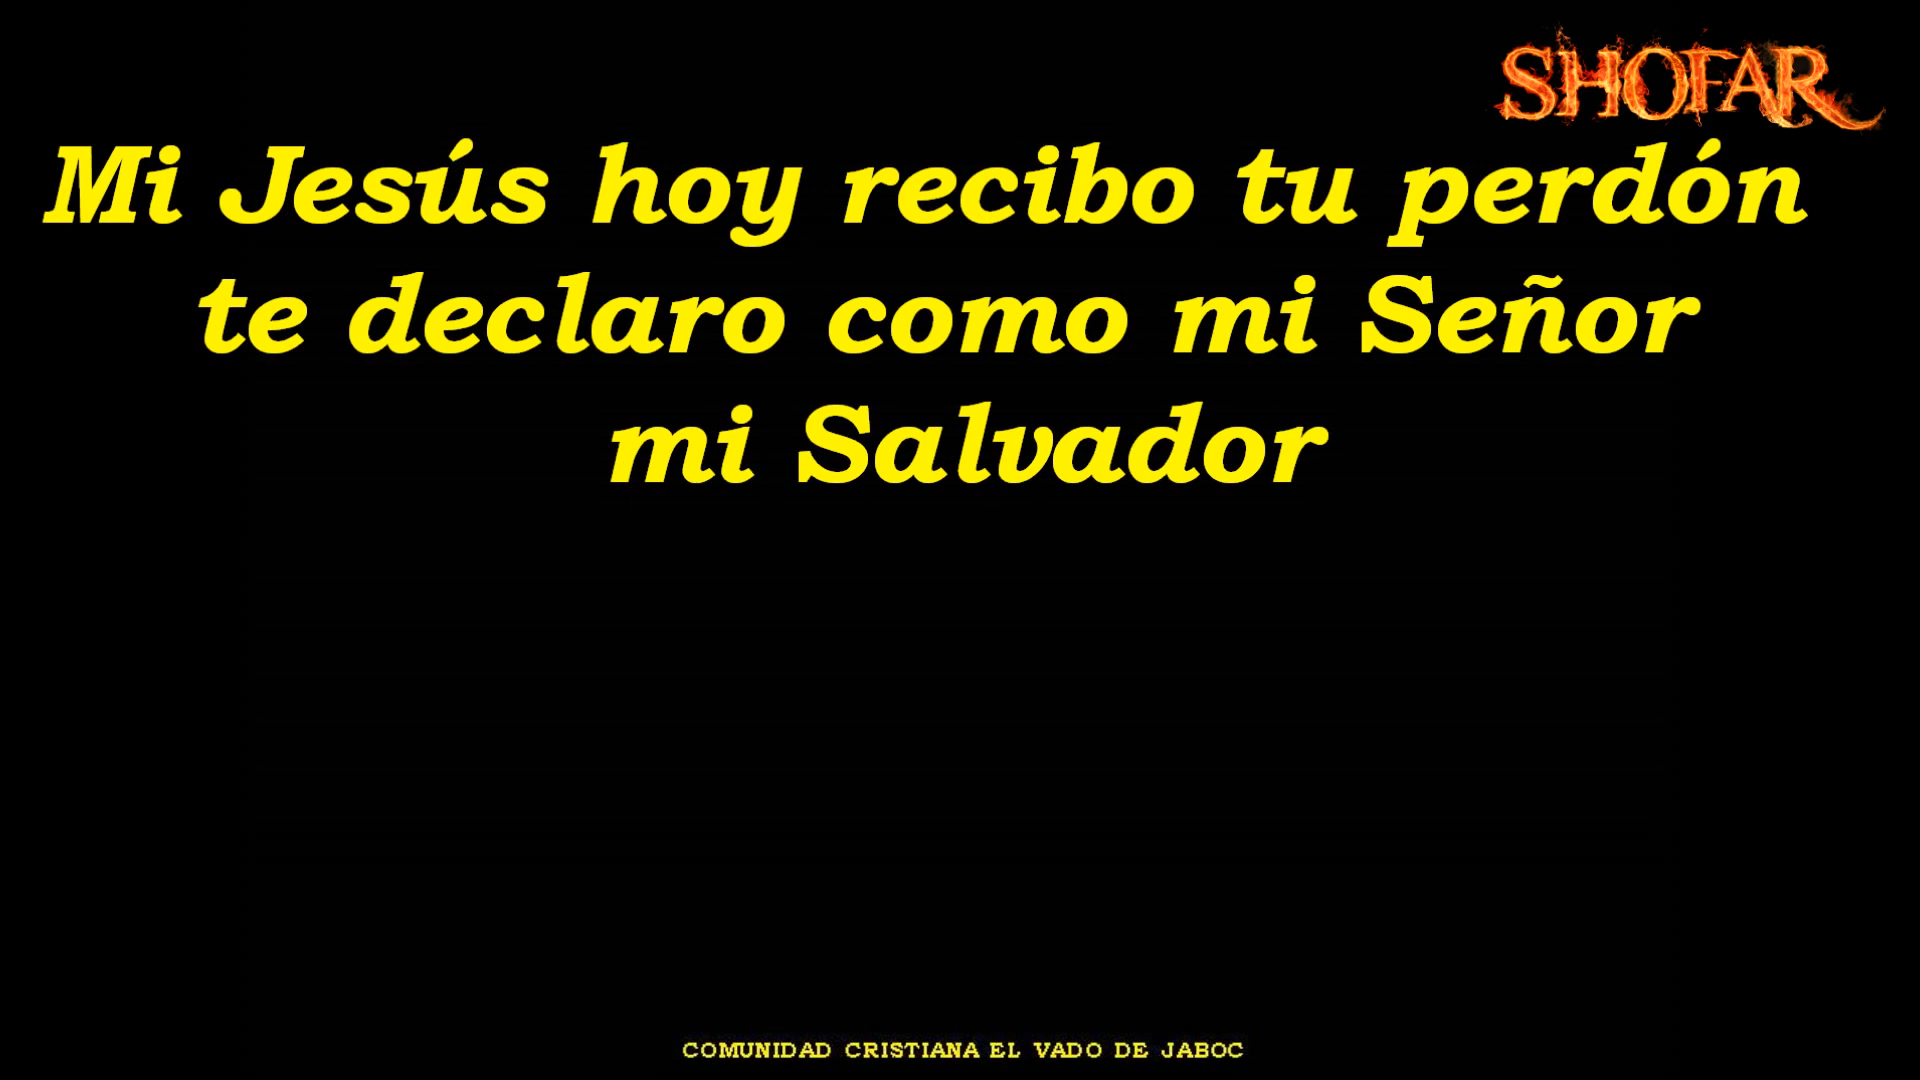 SHOFAR
Mi Jesús hoy recibo tu perdón
te declaro como mi Señor
mi Salvador
COMUNIDAD CRISTIANA EL VADO DE JABOC